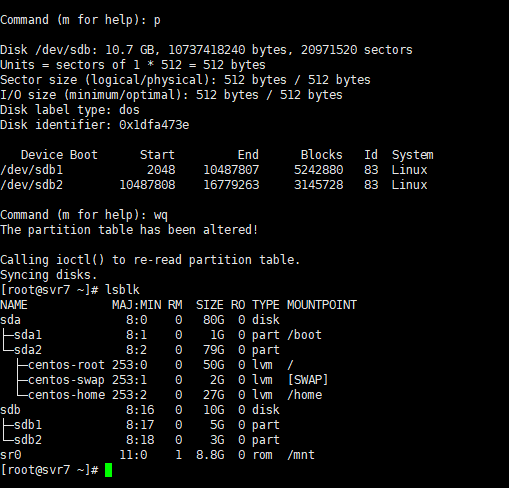 Command (m for help): p
Disk /dev/sdb: 10.7 GB, 10737418240 bytes, 20971520 sectors
Units = sectors of 1 * 512 = 512 bytes
Sector size (logical/physical): 512 bytes / 512 bytes
I/O size (minimum/optimal): 512 bytes / 512 bytes
Disk label type: dos
Disk identifier: 0x1dfa473e
   Device Boot      Start         End      Blocks   Id  System
/dev/sdb1            2048    10487807     5242880   83  Linux
/dev/sdb2        10487808    16779263     3145728   83  Linux
Command (m for help): wq
The partition table has been altered!
Calling ioctl() to re-read partition table.
Syncing disks.
[root@svr7 ~]# lsblk
NAME            MAJ:MIN RM  SIZE RO TYPE MOUNTPOINT
sda               8:0    0   80G  0 disk
├─sda1            8:1    0    1G  0 part /boot
└─sda2            8:2    0   79G  0 part
  ├─centos-root 253:0    0   50G  0 lvm  /
  ├─centos-swap 253:1    0    2G  0 lvm  [SWAP]
  └─centos-home 253:2    0   27G  0 lvm  /home
sdb               8:16   0   10G  0 disk
├─sdb1            8:17   0    5G  0 part
└─sdb2            8:18   0    3G  0 part
sr0              11:0    1  8.8G  0 rom  /mnt
[root@svr7 ~]#